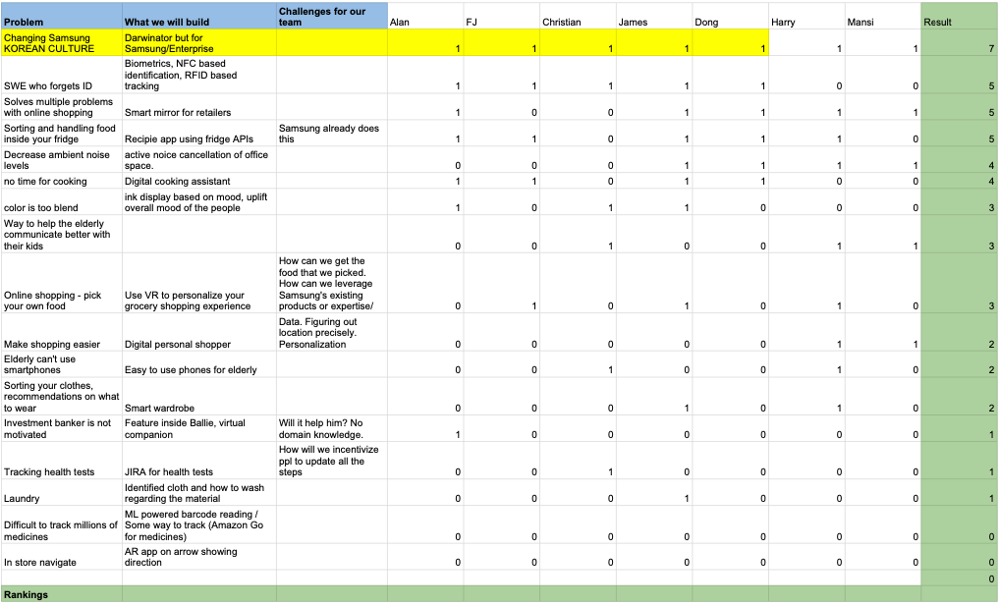 Problem What we will build Challenges for our team Alan FJ Christian James Dong Harry Mansi Result
Changing Samsung KOREAN CULTURE Darwinator but for Samsung/Enterprise 1 1 1 1 1 1 1 7
SWE who forgets ID Biometrics, NFC based identification, RFID based tracking 1 1 1 1 1 0 0 5
Solves multiple problems with online shopping Smart mirror for retailers 1 0 0 1 1 1 1 5
Sorting and handling food inside your fridge Recipie app using fridge APIs Samsung already does this 1 1 0 1 1 1 0 5
Decrease ambient noise levels active noice cancellation of office space. 0 0 0 1 1 1 1 4
no time for cooking Digital cooking assistant 1 1 0 1 1 0 0 4
color is too blend ink display based on mood, uplift overall mood of the people 1 0 1 1 0 0 0 3
Way to help the elderly communicate better with their kids 0 0 1 0 0 1 1 3
Online shopping - pick your own food Use VR to personalize your grocery shopping experience How can we get the food that we picked. How can we leverage Samsung's existing products or expertise/ 0 1 0 1 0 1 0 3
Make shopping easier Digital personal shopper Data. Figuring out location precisely. Personalization 0 0 0 0 0 1 1 2
Elderly can't use smartphones Easy to use phones for elderly 0 0 1 0 0 1 0 2
Sorting your clothes, recommendations on what to wear Smart wardrobe 0 0 0 1 0 1 0 2
Investment banker is not motivated Feature inside Ballie, virtual companion Will it help him? No domain knowledge. 1 0 0 0 0 0 0 1
Tracking health tests JIRA for health tests How will we incentivize ppl to update all the steps 0 0 1 0 0 0 0 1
Laundry Identified cloth and how to wash regarding the material 0 0 0 1 0 0 0 1
Difficult to track millions of medicines ML powered barcode reading / Some way to track (Amazon Go for medicines) 0 0 0 0 0 0 0 0
In store navigate AR app on arrow showing direction 0 0 0 0 0 0 0 0
0
Rankings